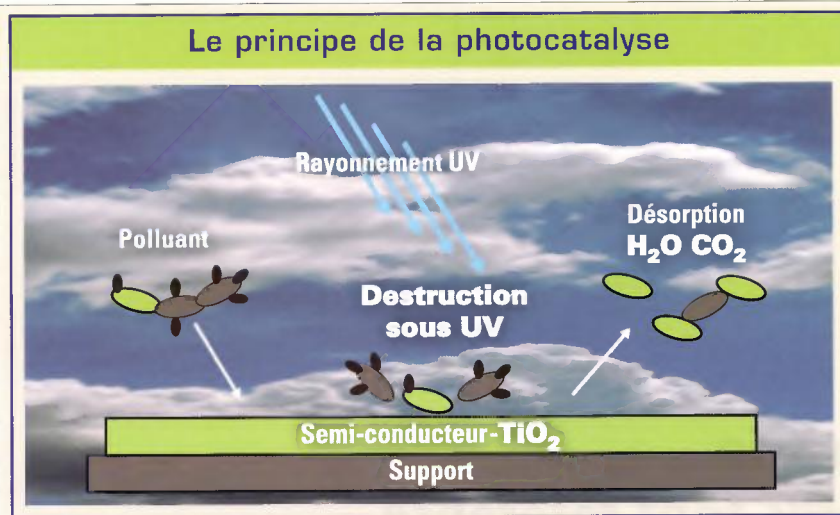 Le principe de la photocatalyse
Rayonnement UV
Polluant
Désorption
H₂O CO₂
Destruction
sous UV
Semi-conducteur-TiO₂
Support